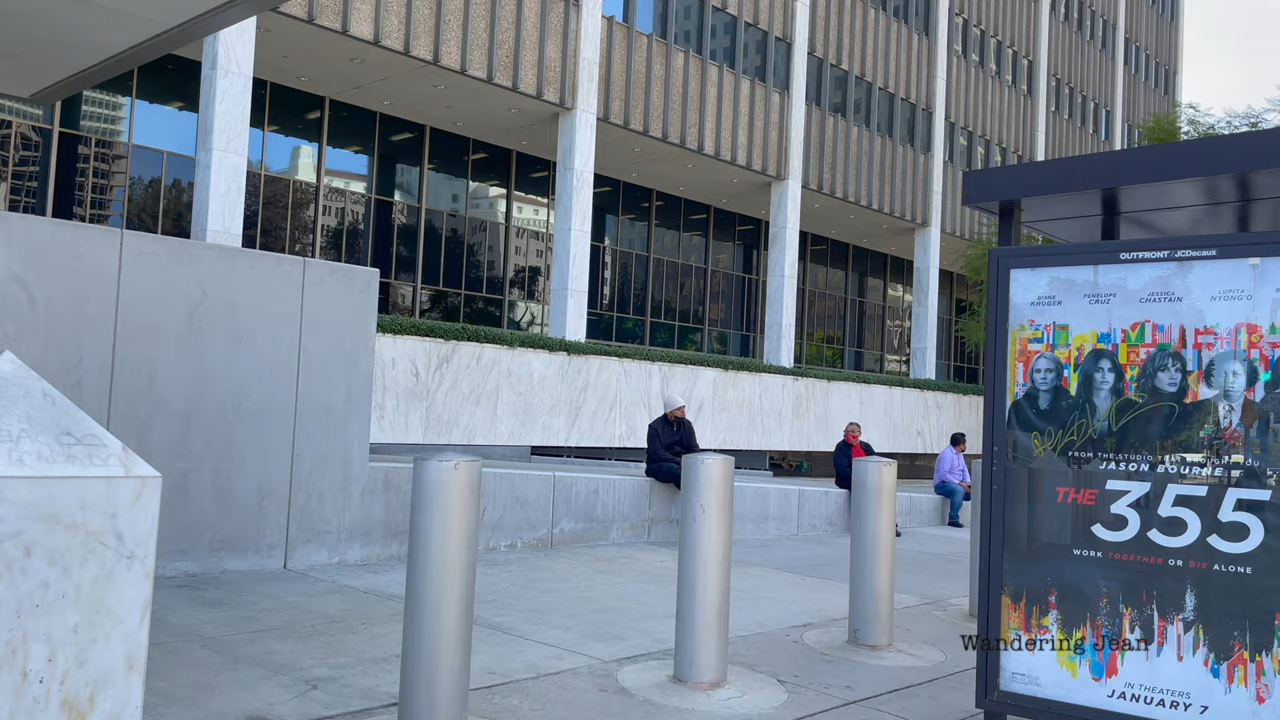 OUTFRONT / JCDecaux
DIANE KRUGER
PENÉLOPE CRUZ
JESSICA CHASTAIN
LUPITA NYONG'O
FROM THE STUDIO THAT BROUGHT YOU
JASON BOURNE
THE 355
WORK TOGETHER OR DIE ALONE
Wandering Jean
IN THEATERS
JANUARY 7